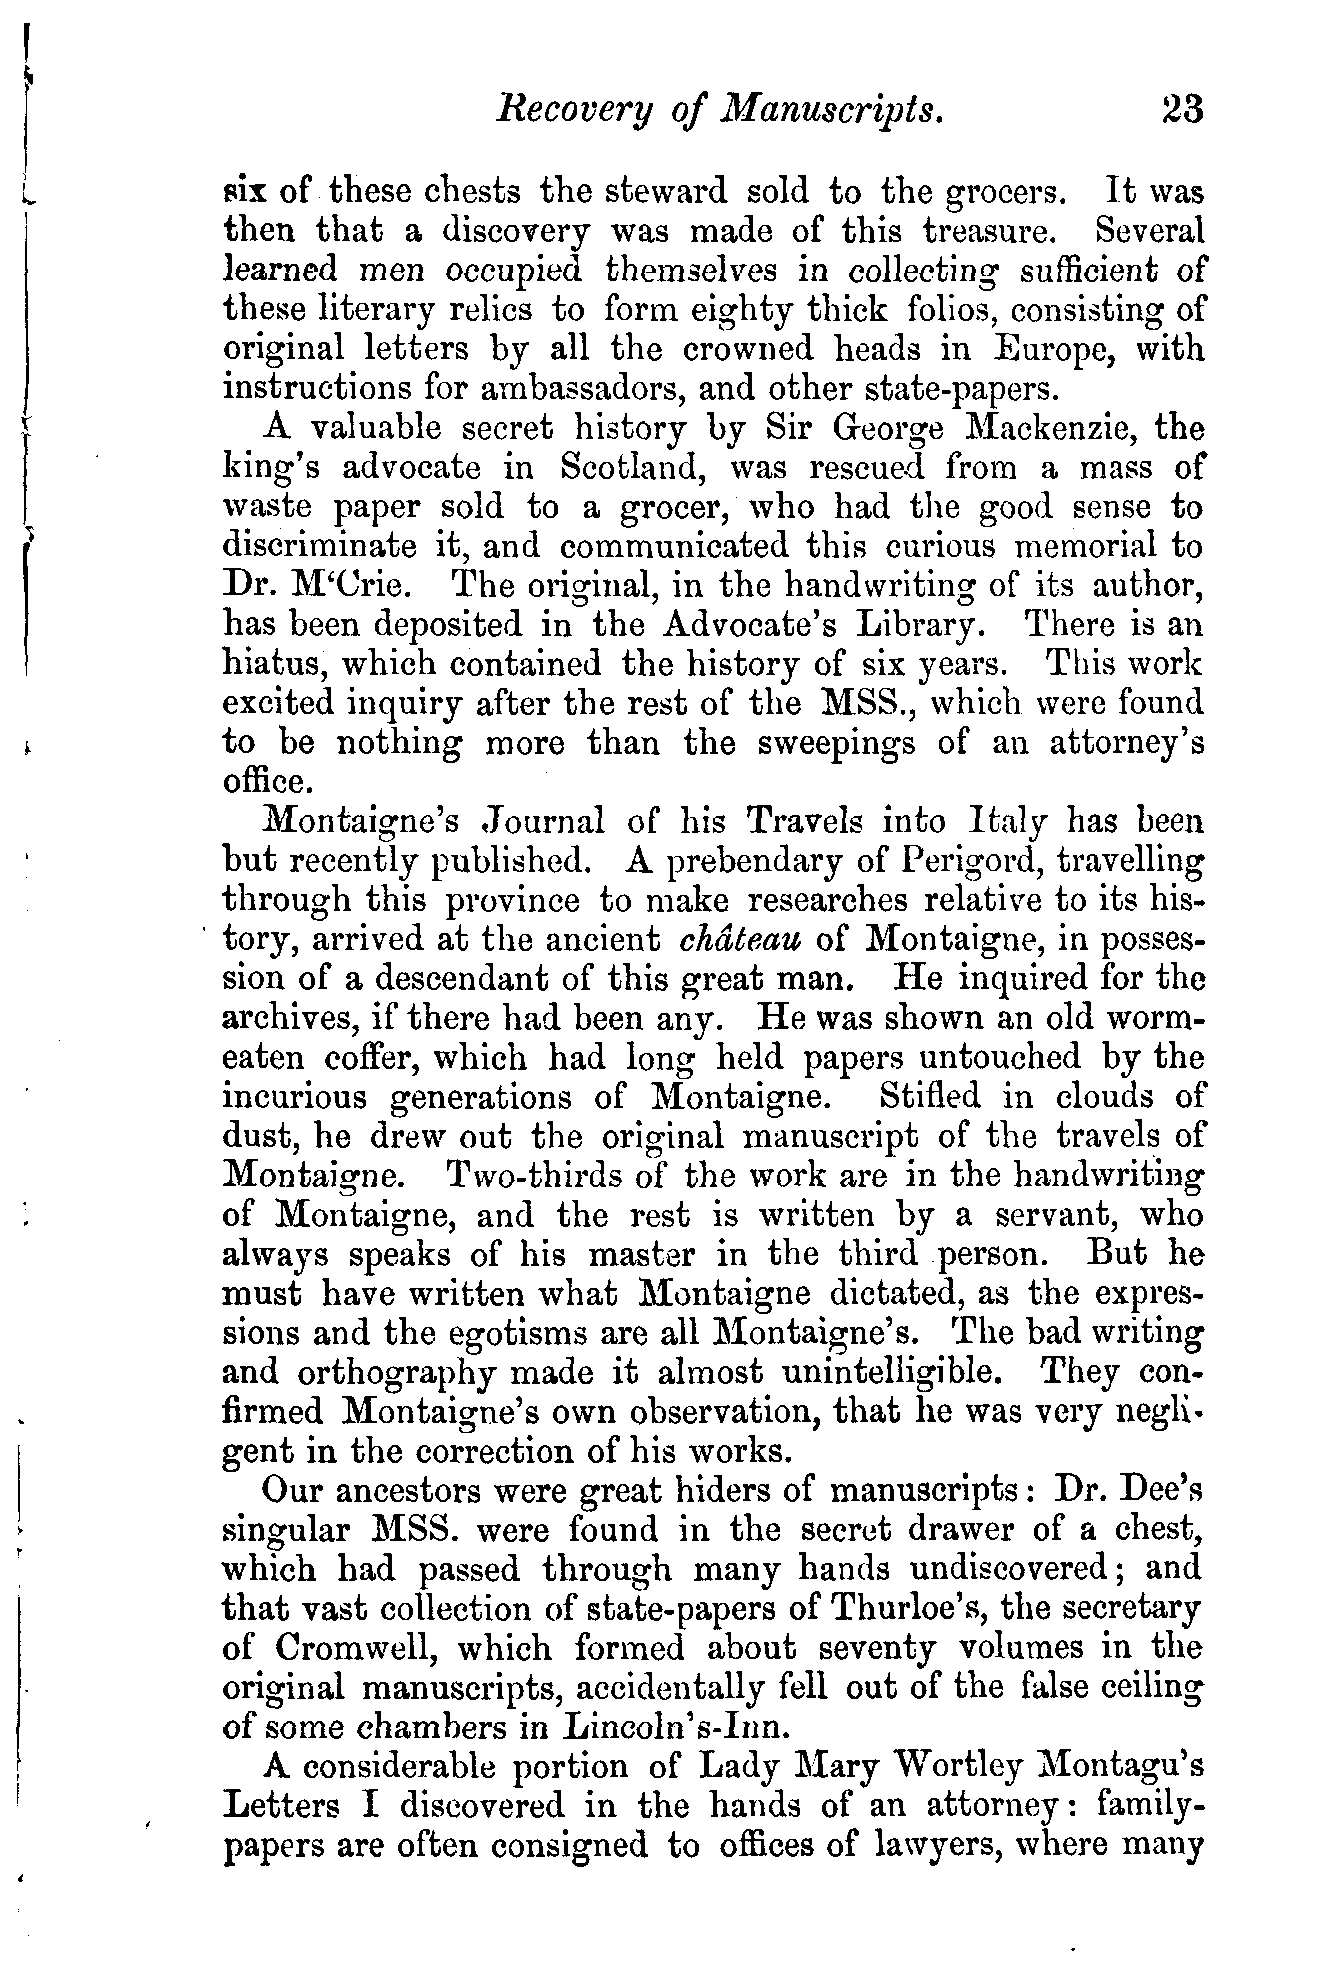 Recovery of Manuscripts. 23
six of these chests the steward sold to the grocers. It was
then that a discovery was made of this treasure. Several
learned men occupied themselves in collecting sufficient of
these literary relics to form eighty thick folios, consisting of
original letters by all the crowned heads in Europe, with
instructions for ambassadors, and other state-papers.
A valuable secret history by Sir George Mackenzie, the
king's advocate in Scotland, was rescued from a mass of
waste paper sold to a grocer, who had the good sense to
discriminate it, and communicated this curious memorial to
Dr. M‘Crie. The original, in the handwriting of its author,
has been deposited in the Advocate's Library. There is an
hiatus, which contained the history of six years. This work
excited inquiry after the rest of the MSS., which were found
to be nothing more than the sweepings of an attorney's
office.
Montaigne's Journal of his Travels into Italy has been
but recently published. A prebendary of Perigord, travelling
through this province to make researches relative to its his-
tory, arrived at the ancient château of Montaigne, in posses-
sion of a descendant of this great man. He inquired for the
archives, if there had been any. He was shown an old worm-
eaten coffer, which had long held papers untouched by the
incurious generations of Montaigne. Stifled in clouds of
dust, he drew out the original manuscript of the travels of
Montaigne. Two-thirds of the work are in the handwriting
of Montaigne, and the rest is written by a servant, who
always speaks of his master in the third person. But he
must have written what Montaigne dictated, as the expres-
sions and the egotisms are all Montaigne's. The bad writing
and orthography made it almost unintelligible. They con-
firmed Montaigne's own observation, that he was very negli-
gent in the correction of his works.
Our ancestors were great hiders of manuscripts: Dr. Dee's
singular MSS. were found in the secret drawer of a chest,
which had passed through many hands undiscovered; and
that vast collection of state-papers of Thurloe's, the secretary
of Cromwell, which formed about seventy volumes in the
original manuscripts, accidentally fell out of the false ceiling
of some chambers in Lincoln's-Inn.
A considerable portion of Lady Mary Wortley Montagu's
Letters I discovered in the hands of an attorney: family-
papers are often consigned to offices of lawyers, where many